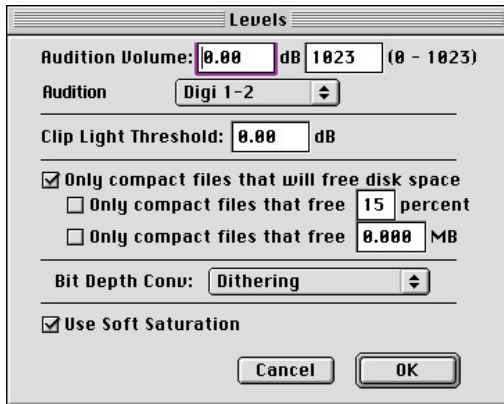 Levels
Audition Volume: 0.00 dB 1023 (0 - 1023)
Audition Digi 1-2
Clip Light Threshold: 0.00 dB
Only compact files that will free disk space
Only compact files that free 15 percent
Only compact files that free 0.000 MB
Bit Depth Conv: Dithering
Use Soft Saturation
Cancel OK